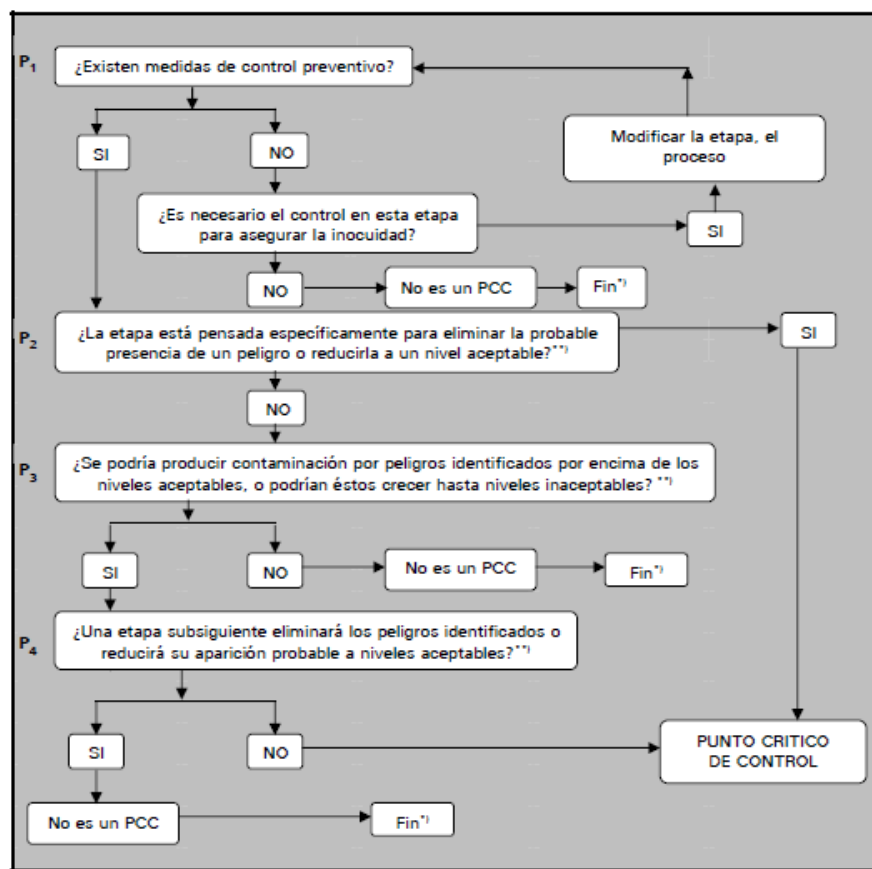 P1
¿Existen medidas de control preventivo?
SI
NO
Modificar la etapa, el
proceso
¿Es necesario el control en esta etapa
para asegurar la inocuidad?
SI
NO
No es un PCC
Fin*)
P2
¿La etapa está pensada específicamente para eliminar la probable
presencia de un peligro o reducirla a un nivel aceptable?**)
SI
NO
P3
¿Se podría producir contaminación por peligros identificados por encima de los
niveles aceptables, o podrían éstos crecer hasta niveles inaceptables? **)
SI
NO
No es un PCC
Fin*)
P4
¿Una etapa subsiguiente eliminará los peligros identificados o
reducirá su aparición probable a niveles aceptables?**)
SI
NO
PUNTO CRITICO
DE CONTROL
No es un PCC
Fin*)